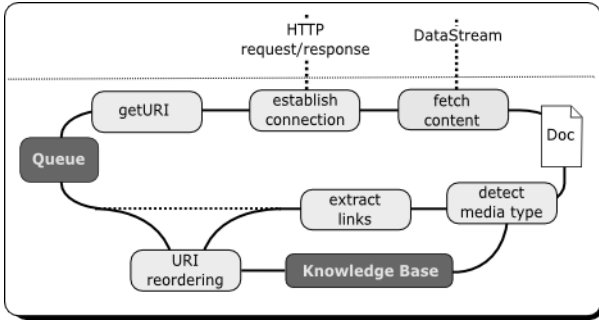 HTTP
request/response
DataStream
getURI
establish
connection
fetch
content
Doc
Queue
extract
links
detect
media type
URI
reordering
Knowledge Base